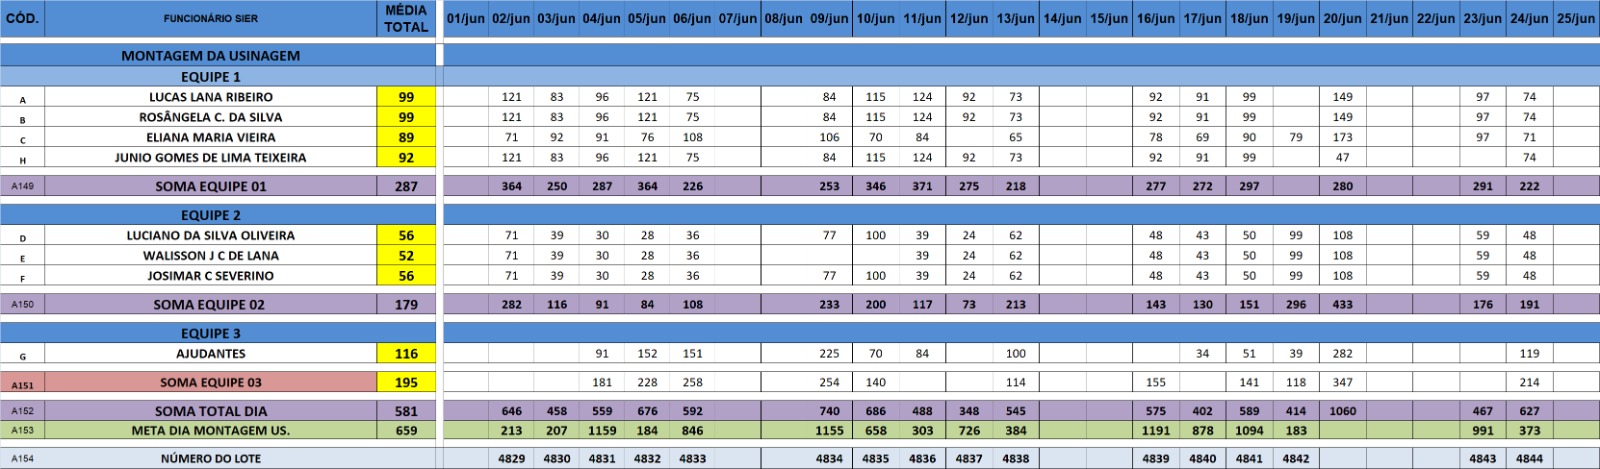 CÓD. FUNCIONÁRIO SIER MÉDIA TOTAL 01/jun 02/jun 03/jun 04/jun 05/jun 06/jun 07/jun 08/jun 09/jun 10/jun 11/jun 12/jun 13/jun 14/jun 15/jun 16/jun 17/jun 18/jun 19/jun 20/jun 21/jun 22/jun 23/jun 24/jun 25/jun
MONTAGEM DA USINAGEM
EQUIPE 1
A LUCAS LANA RIBEIRO 99 121 83 96 121 75 84 115 124 92 73 92 91 99 149 97 74
B ROSÂNGELA C. DA SILVA 99 121 83 96 121 75 84 115 124 92 73 92 91 99 149 97 74
C ELIANA MARIA VIEIRA 89 71 92 91 76 108 106 70 84 65 78 69 90 79 173 97 71
H JUNIO GOMES DE LIMA TEIXEIRA 92 121 83 96 121 75 84 115 124 92 73 92 91 99 47 74
A149 SOMA EQUIPE 01 287 364 250 287 364 226 253 346 371 275 218 277 272 297 280 291 222
EQUIPE 2
D LUCIANO DA SILVA OLIVEIRA 56 71 39 30 28 36 77 100 39 24 62 48 43 50 99 108 59 48
E WALISSON J C DE LANA 52 71 39 30 28 36 39 24 62 48 43 50 99 108 59 48
F JOSIMAR C SEVERINO 56 71 39 30 28 36 77 100 39 24 62 48 43 50 99 108 59 48
A150 SOMA EQUIPE 02 179 282 116 91 84 108 233 200 117 73 213 143 130 151 296 433 176 191
EQUIPE 3
G AJUDANTES 116 91 152 151 225 70 84 100 34 51 39 282 119
A151 SOMA EQUIPE 03 195 181 228 258 254 140 114 155 141 118 347 214
A152 SOMA TOTAL DIA 581 646 458 559 676 592 740 686 488 348 545 575 402 589 414 1060 467 627
A153 META DIA MONTAGEM US. 659 213 207 1159 184 846 1155 658 303 726 384 1191 878 1094 183 991 373
A154 NÚMERO DO LOTE 4829 4830 4831 4832 4833 4834 4835 4836 4837 4838 4839 4840 4841 4842 4843 4844